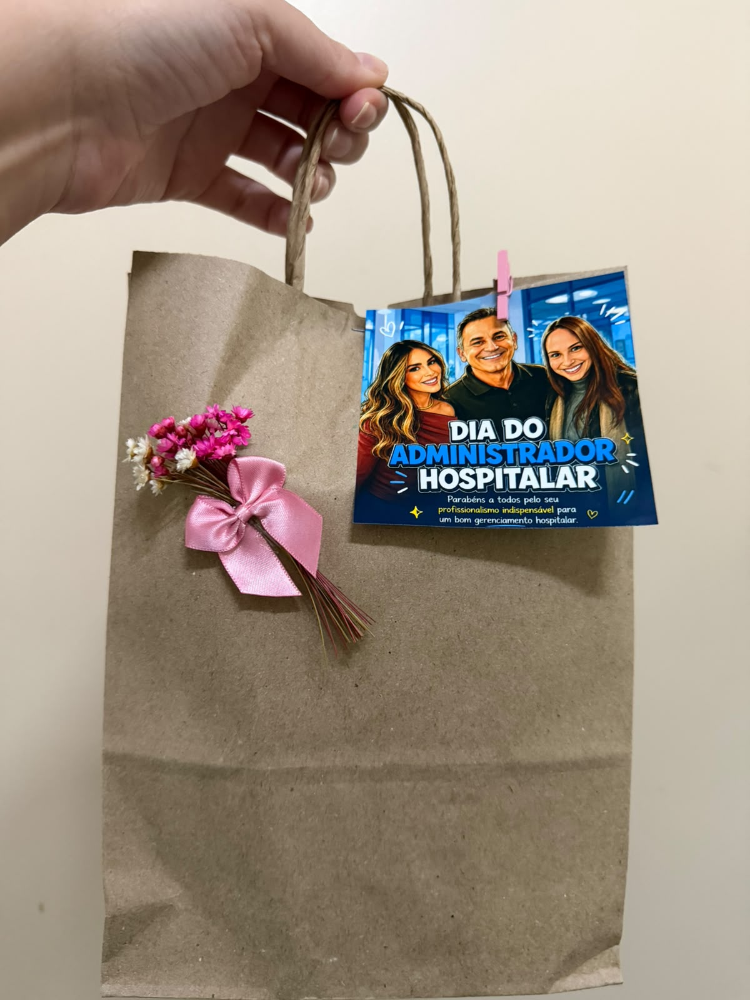 DIA DO
ADMINISTRADOR
HOSPITALAR
Parabéns a todos pelo seu
profissionalismo indispensável para
um bom gerenciamento hospitalar.